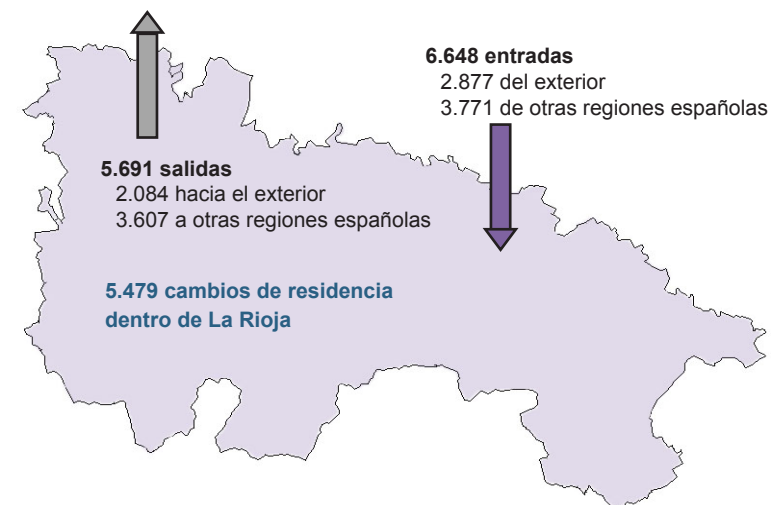 6.648 entradas
2.877 del exterior
3.771 de otras regiones españolas
5.691 salidas
2.084 hacia el exterior
3.607 a otras regiones españolas
5.479 cambios de residencia
dentro de La Rioja